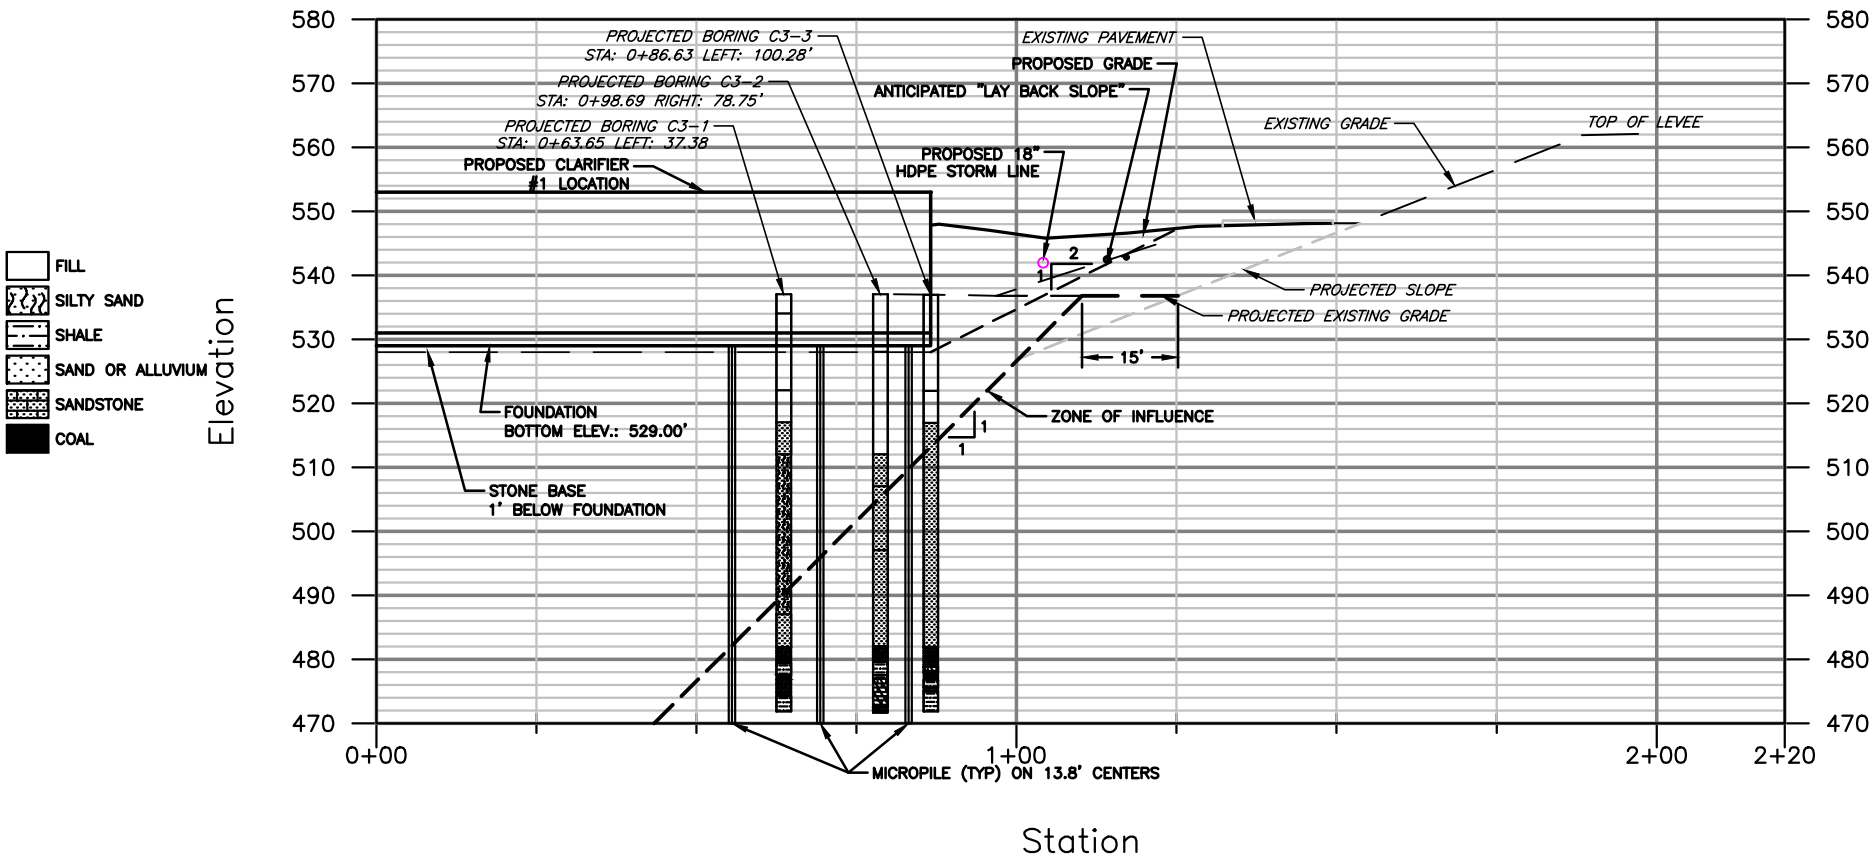 580
570
560
550
540
530
520
510
500
490
480
470
Elevation
FILL
SILTY SAND
SHALE
SAND OR ALLUVIUM
SANDSTONE
COAL
PROJECTED BORING C3-3
STA: 0+86.63 LEFT: 100.28'
PROJECTED BORING C3-2
STA: 0+98.69 RIGHT: 78.75'
PROJECTED BORING C3-1
STA: 0+63.65 LEFT: 37.38
PROPOSED CLARIFIER
#1 LOCATION
EXISTING PAVEMENT
PROPOSED GRADE
ANTICIPATED "LAY BACK SLOPE"
PROPOSED 18"
HDPE STORM LINE
EXISTING GRADE
TOP OF LEVEE
2
1
PROJECTED SLOPE
PROJECTED EXISTING GRADE
15'
FOUNDATION
BOTTOM ELEV.: 529.00'
ZONE OF INFLUENCE
1
1
STONE BASE
1' BELOW FOUNDATION
MICROPILE (TYP) ON 13.8' CENTERS
580
570
560
550
540
530
520
510
500
490
480
470
0+00
1+00
2+00
2+20
Station